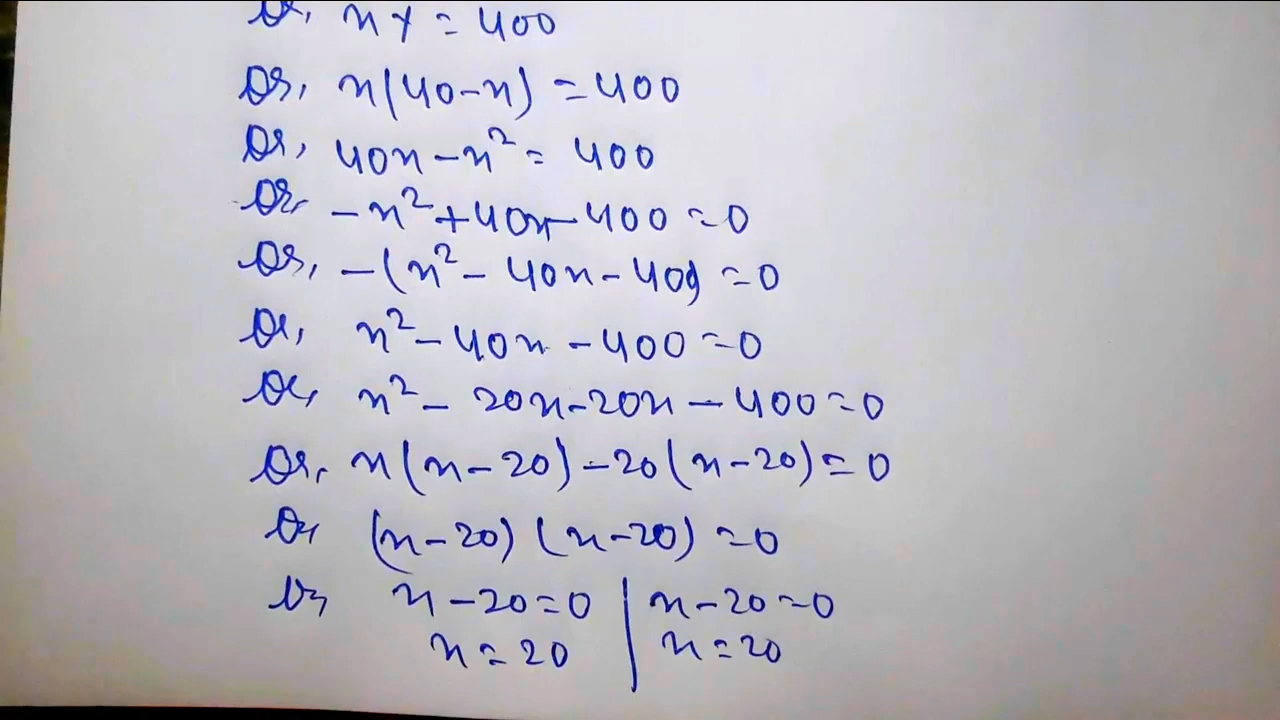 Or, xy = 400
Or, x(40-x) = 400
Or, 40x - x² = 400
Or, -x² + 40x - 400 = 0
Or, -(x² - 40x - 400) = 0
Or, x² - 40x - 400 = 0
Or, x² - 20x - 20x - 400 = 0
Or, x(x-20) - 20(x-20) = 0
Or (x-20) (x-20) = 0
Or, x - 20 = 0 | x - 20 = 0
x = 20 | x = 20